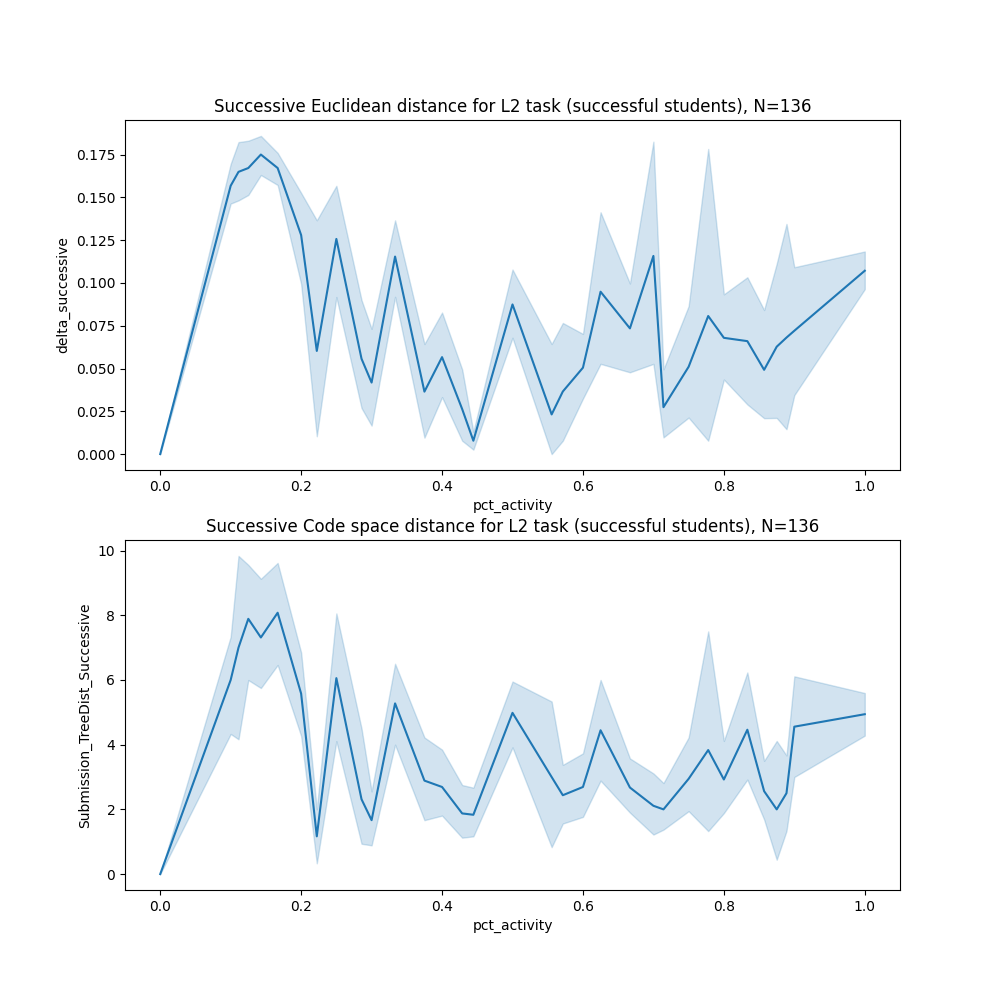 Successive Euclidean distance for L2 task (successful students), N=136
delta_successive
0.175
0.150
0.125
0.100
0.075
0.050
0.025
0.000
0.0 0.2 0.4 0.6 0.8 1.0
pct_activity
Successive Code space distance for L2 task (successful students), N=136
Submission_TreeDist_Successive
10
8
6
4
2
0
0.0 0.2 0.4 0.6 0.8 1.0
pct_activity